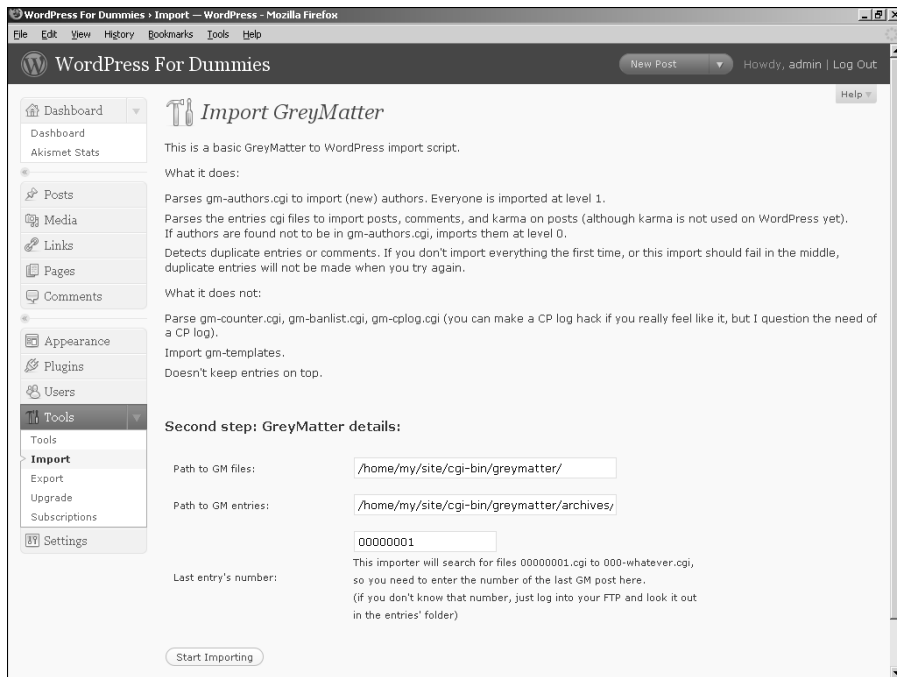 WordPress For Dummies › Import — WordPress - Mozilla Firefox
File Edit View History Bookmarks Tools Help
WordPress For Dummies
New Post
Howdy, admin | Log Out
Help
Dashboard
Dashboard
Akismet Stats
Posts
Media
Links
Pages
Comments
Appearance
Plugins
Users
Tools
Tools
Import
Export
Upgrade
Subscriptions
Settings
Import GreyMatter
This is a basic GreyMatter to WordPress import script.
What it does:
Parses gm-authors.cgi to import (new) authors. Everyone is imported at level 1.
Parses the entries cgi files to import posts, comments, and karma on posts (although karma is not used on WordPress yet).
If authors are found not to be in gm-authors.cgi, imports them at level 0.
Detects duplicate entries or comments. If you don't import everything the first time, or this import should fail in the middle,
duplicate entries will not be made when you try again.
What it does not:
Parse gm-counter.cgi, gm-banlist.cgi, gm-cplog.cgi (you can make a CP log hack if you really feel like it, but I question the need of
a CP log).
Import gm-templates.
Doesn't keep entries on top.
Second step: GreyMatter details:
Path to GM files:
/home/my/site/cgi-bin/greymatter/
Path to GM entries:
/home/my/site/cgi-bin/greymatter/archives/
Last entry's number:
00000001
This importer will search for files 00000001.cgi to 000-whatever.cgi,
so you need to enter the number of the last GM post here.
(if you don't know that number, just log into your FTP and look it out
in the entries' folder)
Start Importing